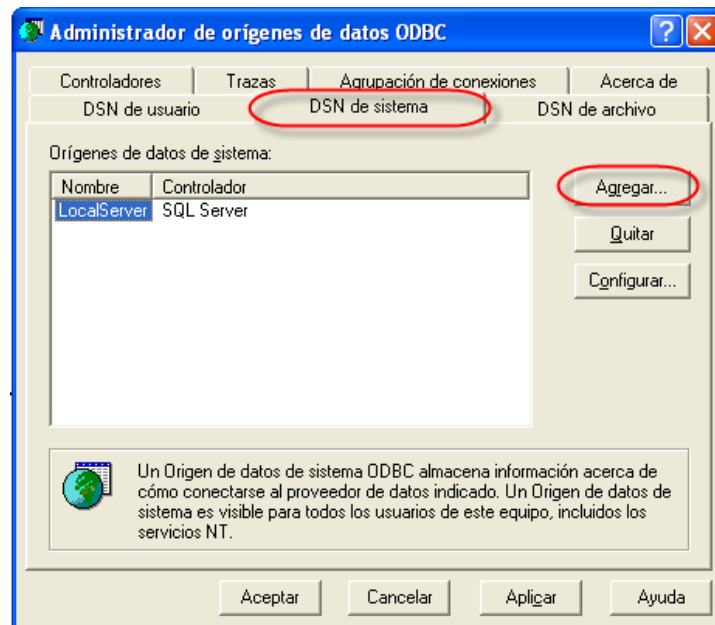 Administrador de orígenes de datos ODBC
Controladores Trazas Agrupación de conexiones Acerca de
DSN de usuario DSN de sistema DSN de archivo
Orígenes de datos de sistema:
Nombre Controlador
LocalServer SQL Server
Agregar...
Quitar
Configurar...
Un Origen de datos de sistema ODBC almacena información acerca de
cómo conectarse al proveedor de datos indicado. Un Origen de datos de
sistema es visible para todos los usuarios de este equipo, incluidos los
servicios NT.
Aceptar Cancelar Aplicar Ayuda